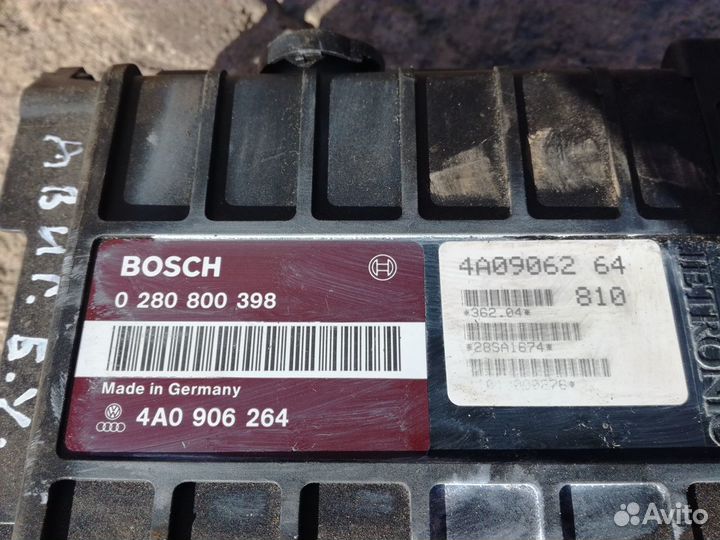 АВиг. Б.У.
BOSCH
0 280 800 398
Made in Germany
4A0 906 264
4A09062 64
810
*362.04*
*28SA1674*
JETRONIC
Avito